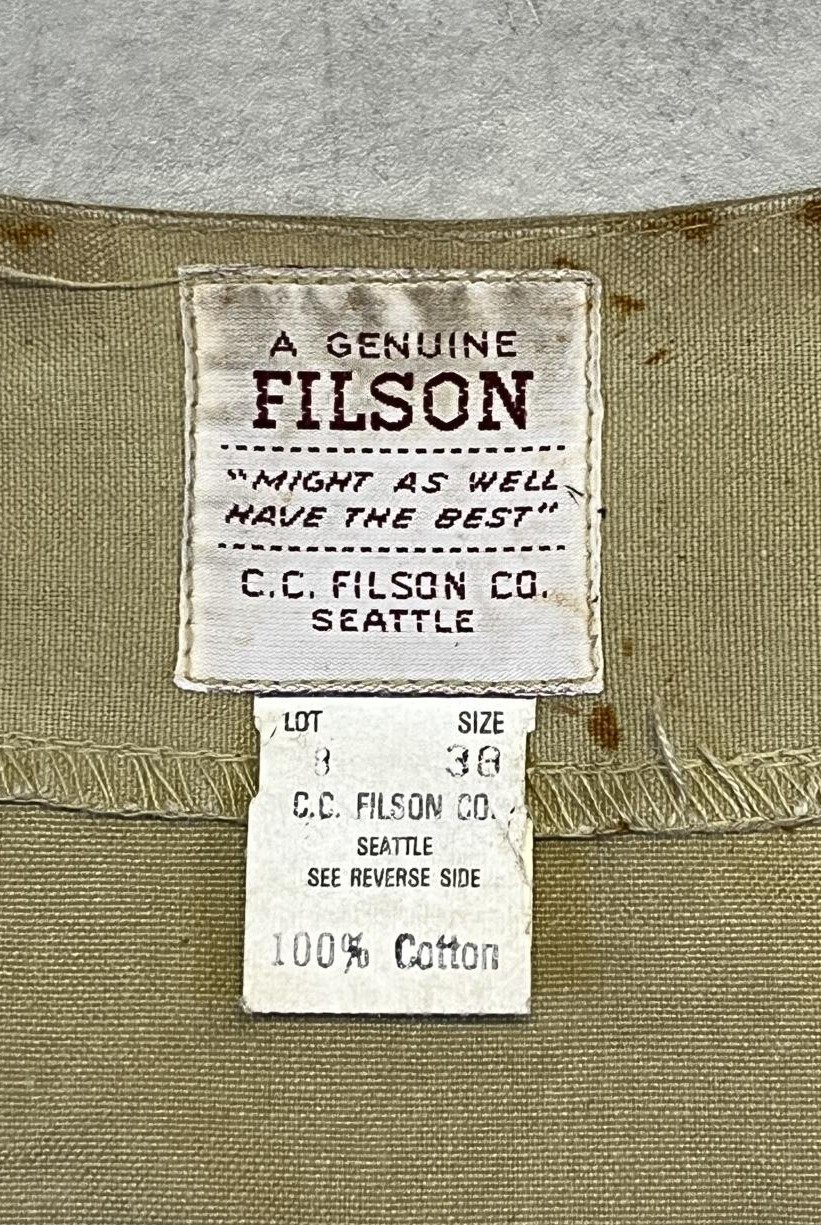 A GENUINE
FILSON
"MIGHT AS WELL
HAVE THE BEST"
C.C. FILSON CO.
SEATTLE
LOT SIZE
8 38
C.C. FILSON CO.
SEATTLE
SEE REVERSE SIDE
100% Cotton